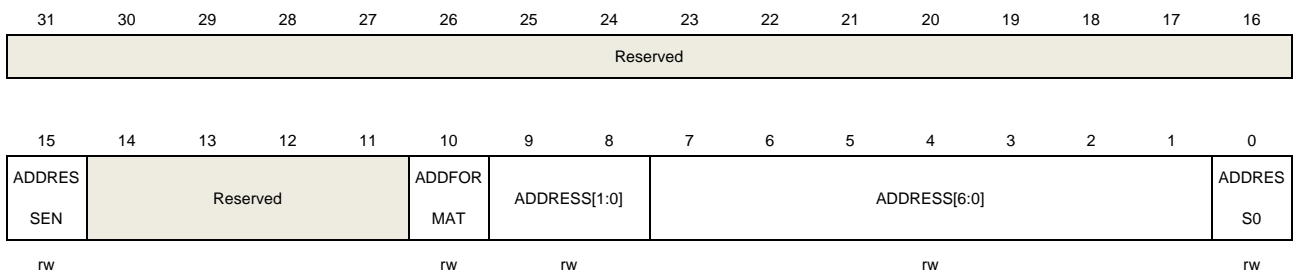 31 30 29 28 27 26 25 24 23 22 21 20 19 18 17 16
Reserved
15 14 13 12 11 10 9 8 7 6 5 4 3 2 1 0
ADDRES ADDFOR ADDRES
Reserved ADDRESS[1:0] ADDRESS[6:0]
SEN MAT S0
rw rw rw rw rw